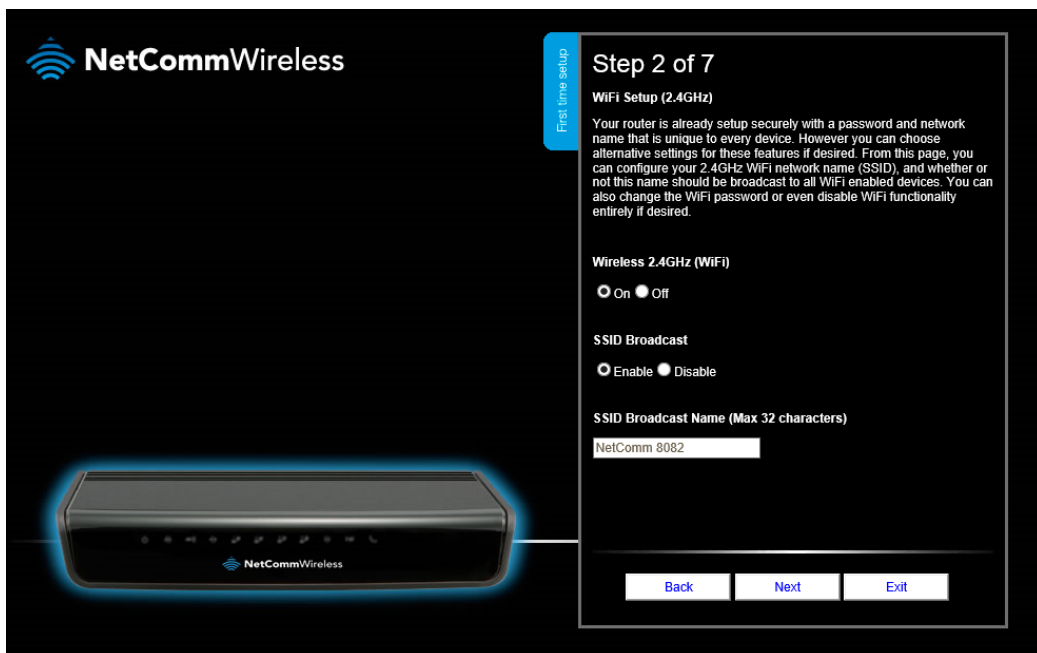 NetCommWireless
First time setup
Step 2 of 7
WiFi Setup (2.4GHz)
Your router is already setup securely with a password and network
name that is unique to every device. However you can choose
alternative settings for these features if desired. From this page, you
can configure your 2.4GHz WiFi network name (SSID), and whether or
not this name should be broadcast to all WiFi enabled devices. You can
also change the WiFi password or even disable WiFi functionality
entirely if desired.
Wireless 2.4GHz (WiFi)
On Off
SSID Broadcast
Enable Disable
SSID Broadcast Name (Max 32 characters)
NetComm 8082
NetCommWireless
Back Next Exit